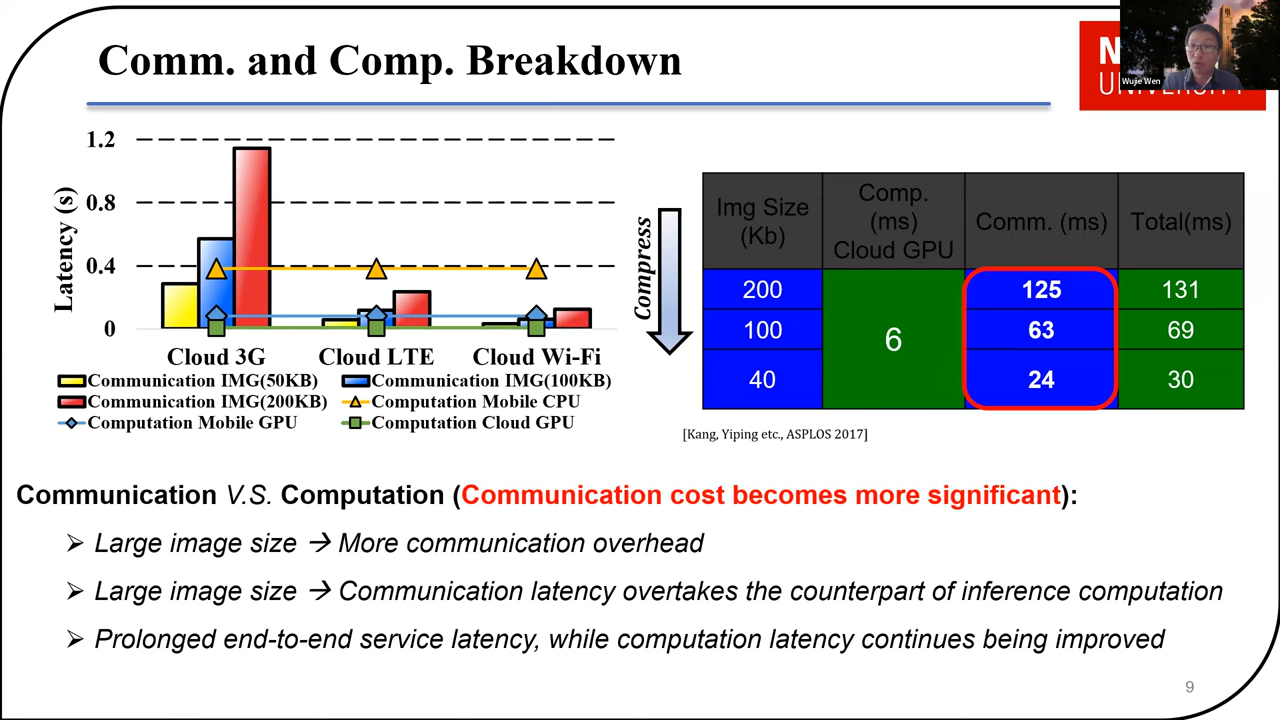 Comm. and Comp. Breakdown
N
UNIVERSITY
Wujie Wen
1.2
0.8
0.4
0
Latency (s)
Cloud 3G
Cloud LTE
Cloud Wi-Fi
Communication IMG(50KB)
Communication IMG(100KB)
Communication IMG(200KB)
Computation Mobile CPU
Computation Mobile GPU
Computation Cloud GPU
Compress
Img Size (Kb)
Comp. (ms) Cloud GPU
Comm. (ms)
Total(ms)
200
6
125
131
100
63
69
40
24
30
[Kang, Yiping etc., ASPLOS 2017]
Communication V.S. Computation (Communication cost becomes more significant):
➢ Large image size → More communication overhead
➢ Large image size → Communication latency overtakes the counterpart of inference computation
➢ Prolonged end-to-end service latency, while computation latency continues being improved
9